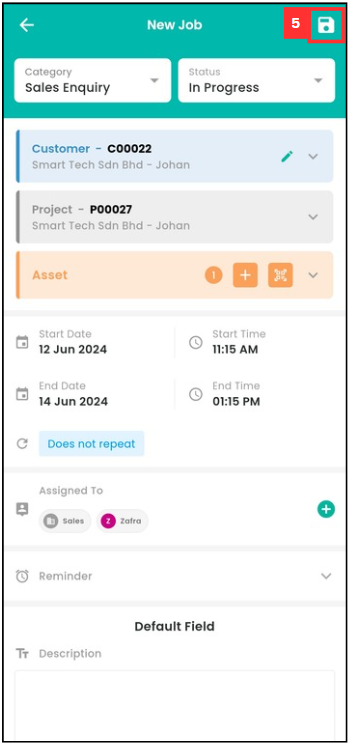 New Job
5
Category
Sales Enquiry
Status
In Progress
Customer - C00022
Smart Tech Sdn Bhd - Johan
Project - P00027
Smart Tech Sdn Bhd - Johan
Asset
1
Start Date
12 Jun 2024
Start Time
11:15 AM
End Date
14 Jun 2024
End Time
01:15 PM
Does not repeat
Assigned To
Sales
Z Zafra
Reminder
Default Field
TT Description